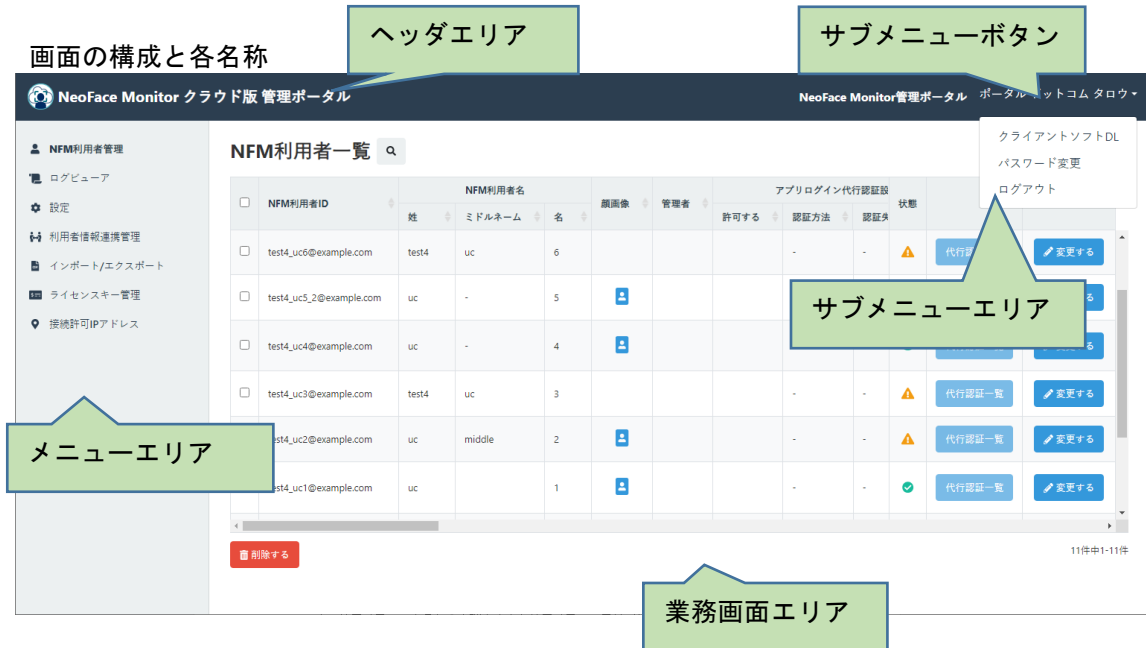 画面の構成と各名称
ヘッダエリア
サブメニューボタン
NeoFace Monitor クラウド版 管理ポータル
NeoFace Monitor管理ポータル
クライアントソフトDL
パスワード変更
ログアウト
NFM利用者管理
ログビューア
設定
利用者情報連携管理
インポート/エクスポート
ライセンスキー管理
接続許可IPアドレス
NFM利用者一覧
NFM利用者ID NFM利用者名 顔画像 管理者 アプリログイン代行認証設 状態
姓 ミドルネーム 名 許可する 認証方法
test4_uc6@example.com test4 uc 6 - - 変更する
test4_uc5_2@example.com uc - 5
test4_uc4@example.com uc - 4
test4_uc3@example.com test4 uc 3 - - 代行認証一覧 変更する
st4_uc2@example.com uc middle 2 - - 代行認証一覧 変更する
st4_uc1@example.com uc 1 - - 代行認証一覧 変更する
サブメニューエリア
メニューエリア
削除する
11件中1-11件
業務画面エリア